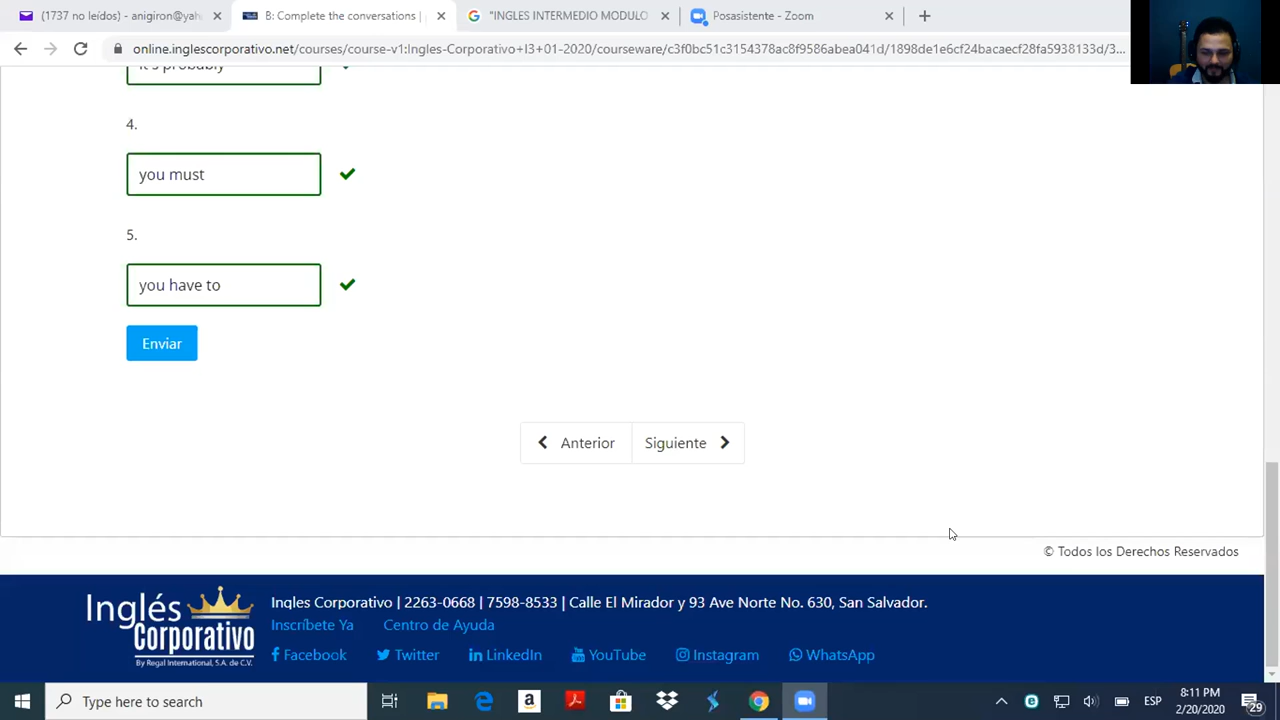 (1737 no leídos) - anigiron@yah
B: Complete the conversations |
"INGLES INTERMEDIO MODULO
Posasistente - Zoom
online.inglescorporativo.net/courses/course-v1:Ingles-Corporativo+I3+01-2020/courseware/c3f0bc51c3154378ac8f9586abea041d/1898de1e6cf24bacaecf28fa5938133d/3...
it's probably
4.
you must
5.
you have to
Enviar
Anterior
Siguiente
© Todos los Derechos Reservados
Inglés Corporativo
By Regal International, S.A. de C.V.
Ingles Corporativo | 2263-0668 | 7598-8533 | Calle El Mirador y 93 Ave Norte No. 630, San Salvador.
Inscríbete Ya Centro de Ayuda
Facebook Twitter LinkedIn YouTube Instagram WhatsApp
Type here to search
ESP
8:11 PM
2/20/2020
29